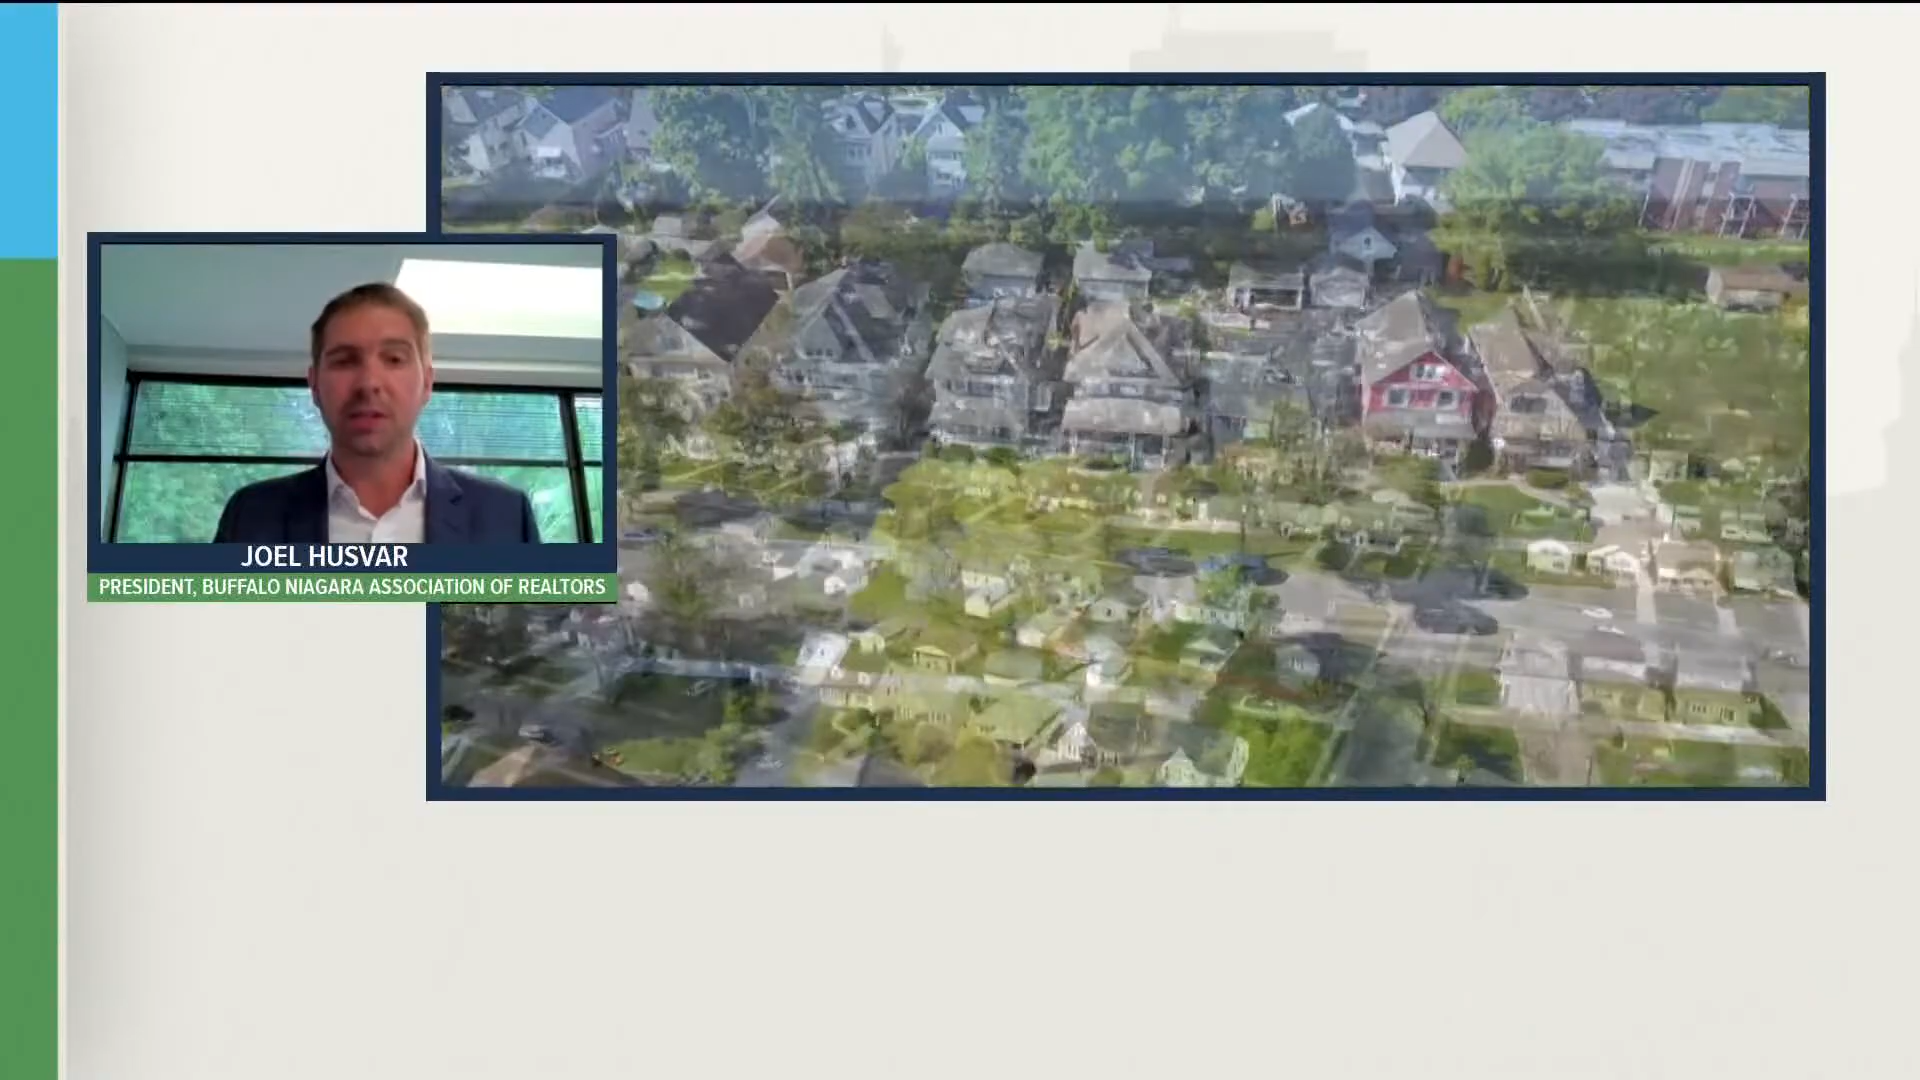 JOEL HUSVAR
PRESIDENT, BUFFALO NIAGARA ASSOCIATION OF REALTORS